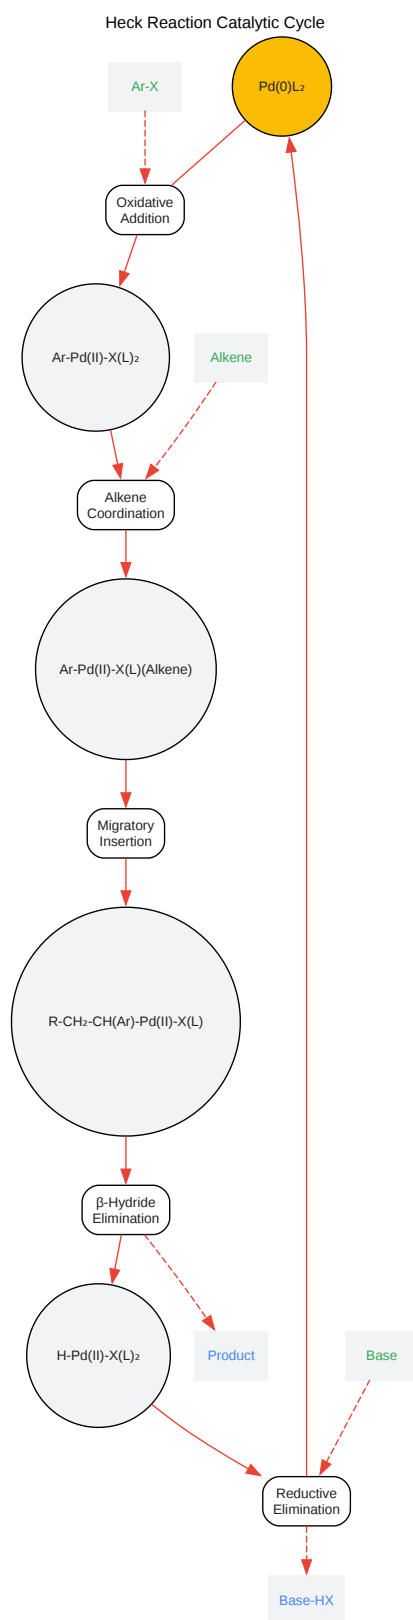 Heck Reaction Catalytic Cycle
Ar-X
Pd(0)L₂
Oxidative
Addition
Ar-Pd(II)-X(L)₂
Alkene
Alkene
Coordination
Ar-Pd(II)-X(L)(Alkene)
Migratory
Insertion
R-CH₂-CH(Ar)-Pd(II)-X(L)
β-Hydride
Elimination
H-Pd(II)-X(L)₂
Product
Base
Reductive
Elimination
Base-HX